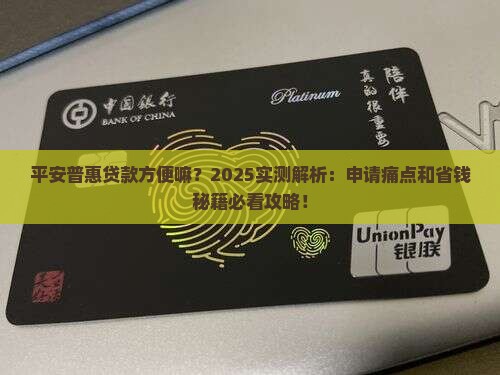 中国银行
BANK OF CHINA
Platinum
陪伴
真的很重要
平安普惠贷款方便嘛？2025实测解析：申请痛点和省钱
秘籍必看攻略！
UnionPay
银联